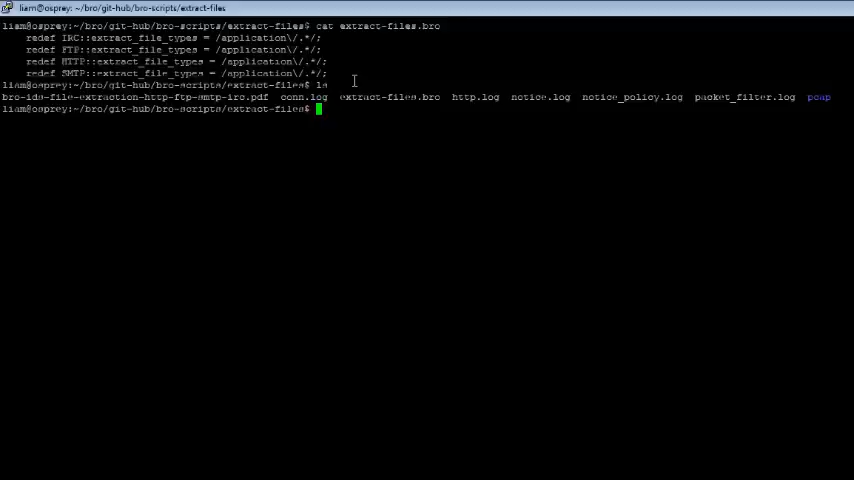 liam@osprey: ~/bro/git-hub/bro-scripts/extract-files
liam@osprey:~/bro/git-hub/bro-scripts/extract-files$ cat extract-files.bro
redef IRC::extract_file_types = /application\/.*/;
redef FTP::extract_file_types = /application\/.*/;
redef HTTP::extract_file_types = /application\/.*/;
redef SMTP::extract_file_types = /application\/.*/;
liam@osprey:~/bro/git-hub/bro-scripts/extract-files$ ls
bro-ids-file-extraction-http-ftp-smtp-irc.pdf conn.log extract-files.bro http.log notice.log notice_policy.log packet_filter.log pcap
liam@osprey:~/bro/git-hub/bro-scripts/extract-files$